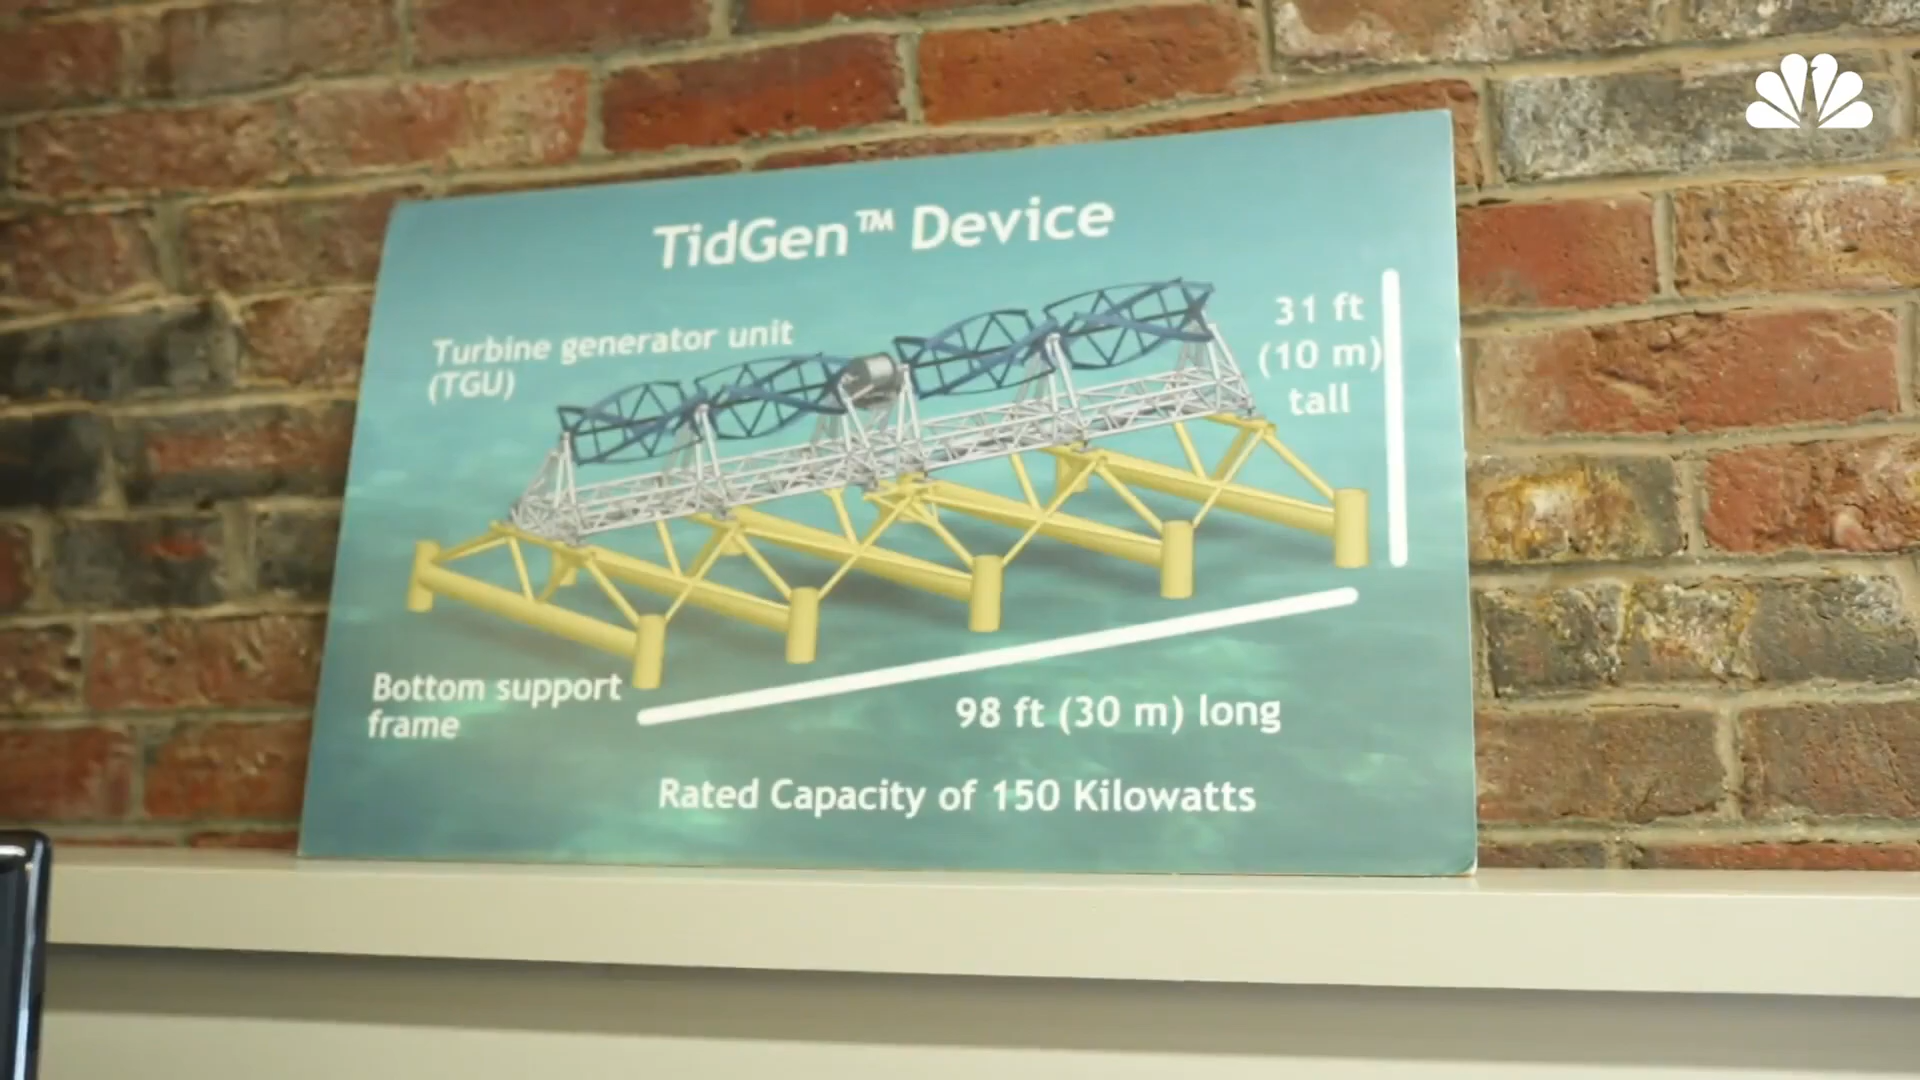 TidGen™ Device
Turbine generator unit
(TGU)
31 ft
(10 m)
tall
Bottom support
frame
98 ft (30 m) long
Rated Capacity of 150 Kilowatts